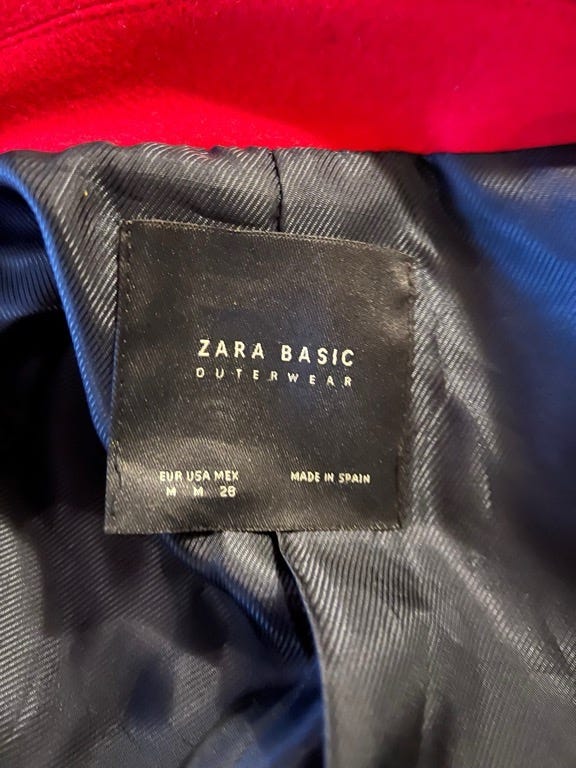 ZARA BASIC
OUTERWEAR
EUR USA MEX MADE IN SPAIN
M M 28